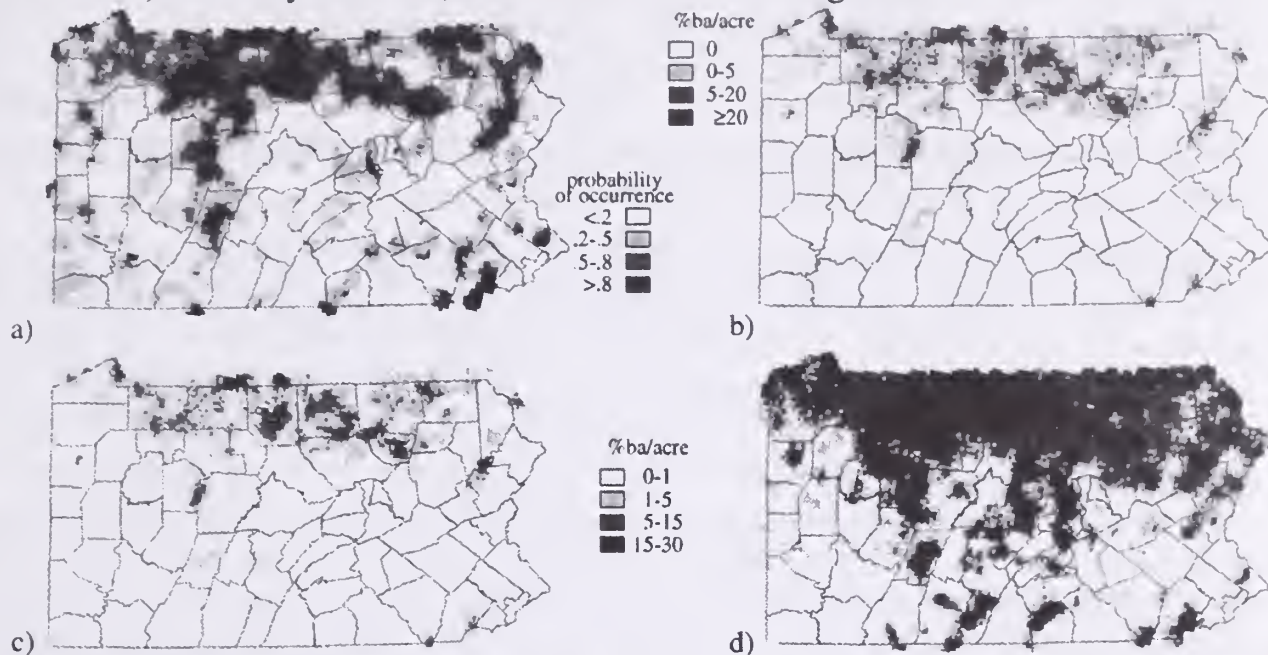 %ba/acre
0
0-5
5-20
≥20
probability
of occurrence
<.2
.2-.5
.5-.8
>.8
a)
b)
%ba/acre
0-1
1-5
5-15
15-30
c)
d)